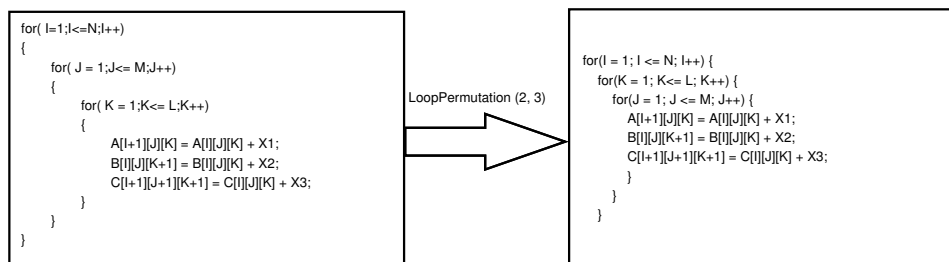 for( I=1;I<=N;I++)
{
for( J = 1;J<= M;J++)
{
for( K = 1;K<= L;K++)
{
A[I+1][J][K] = A[I][J][K] + X1;
B[I][J][K+1] = B[I][J][K] + X2;
C[I+1][J+1][K+1] = C[I][J][K] + X3;
}
}
}
LoopPermutation (2, 3)
for(I = 1; I <= N; I++) {
for(K = 1; K<= L; K++) {
for(J = 1; J <= M; J++) {
A[I+1][J][K] = A[I][J][K] + X1;
B[I][J][K+1] = B[I][J][K] + X2;
C[I+1][J+1][K+1] = C[I][J][K] + X3;
}
}
}